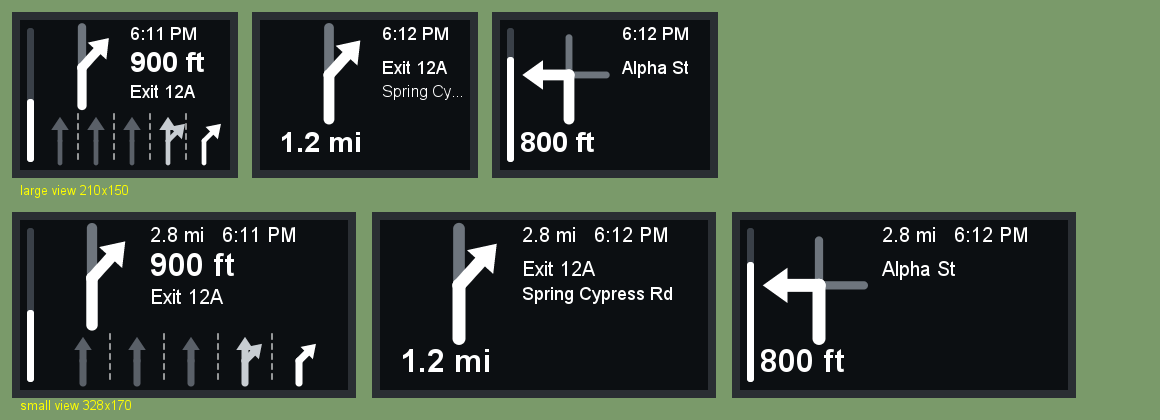 6:11 PM
900 ft
Exit 12A
6:12 PM
Exit 12A
Spring Cy...
1.2 mi
6:12 PM
Alpha St
800 ft
large view 210x150
2.8 mi 6:11 PM
900 ft
Exit 12A
2.8 mi 6:12 PM
Exit 12A
Spring Cypress Rd
1.2 mi
2.8 mi 6:12 PM
Alpha St
800 ft
small view 328x170